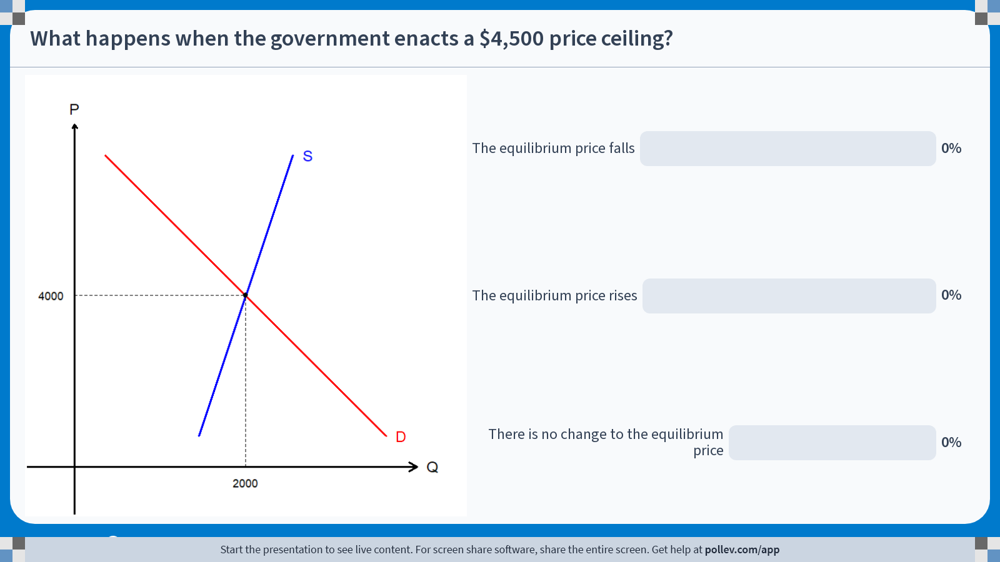 What happens when the government enacts a $4,500 price ceiling?
P
S
4000
D
Q
2000
The equilibrium price falls 0%
The equilibrium price rises 0%
There is no change to the equilibrium
price 0%
Start the presentation to see live content. For screen share software, share the entire screen. Get help at pollev.com/app